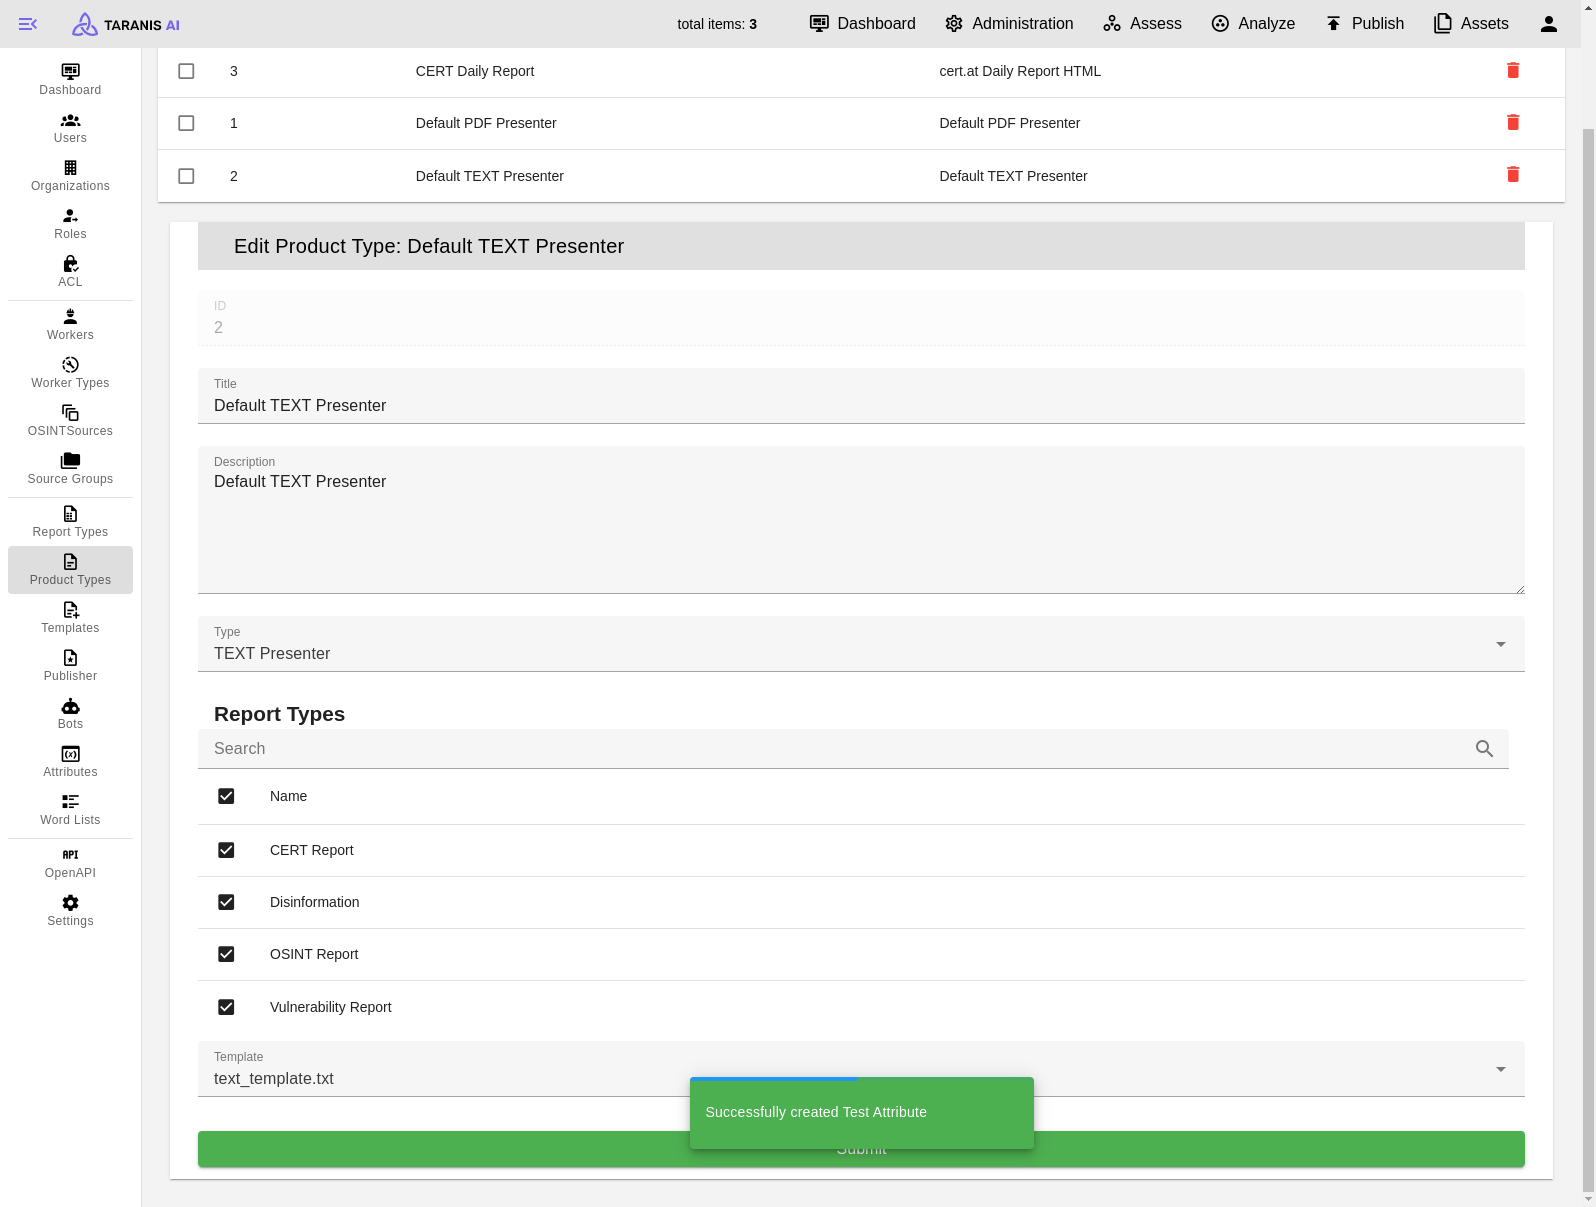 TARANIS AI
total items: 3
Dashboard
Administration
Assess
Analyze
Publish
Assets
Dashboard
Users
Organizations
Roles
ACL
Workers
Worker Types
OSINTSources
Source Groups
Report Types
Product Types
Templates
Publisher
Bots
Attributes
Word Lists
API
OpenAPI
Settings
3 CERT Daily Report cert.at Daily Report HTML
1 Default PDF Presenter Default PDF Presenter
2 Default TEXT Presenter Default TEXT Presenter
Edit Product Type: Default TEXT Presenter
ID
2
Title
Default TEXT Presenter
Description
Default TEXT Presenter
Type
TEXT Presenter
Report Types
Search
Name
CERT Report
Disinformation
OSINT Report
Vulnerability Report
Template
text_template.txt
Successfully created Test Attribute
Submit